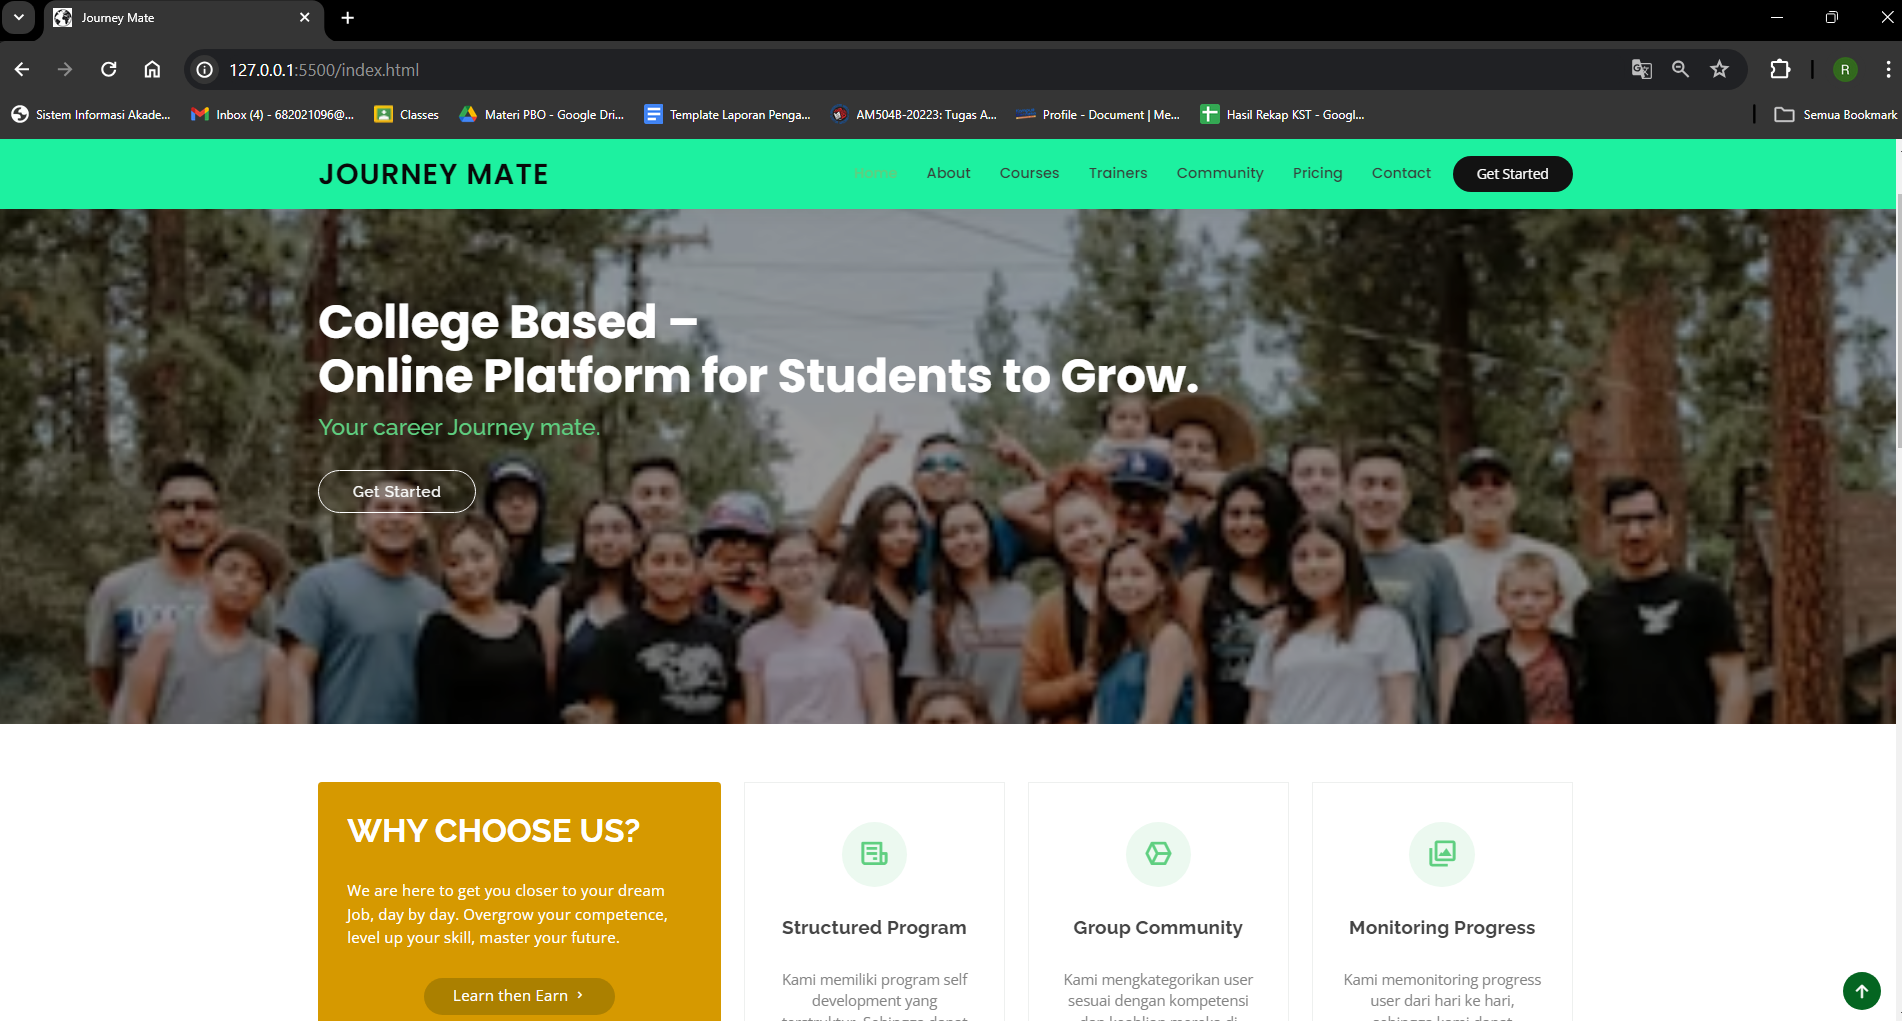 Journey Mate
127.0.0.1:5500/index.html
R
Sistem Informasi Akade...
Inbox (4) - 682021096@...
Classes
Materi PBO - Google Dri...
Template Laporan Penga...
AM504B-20223: Tugas A...
Profile - Document | Me...
Hasil Rekap KST - Googl...
Semua Bookmark
JOURNEY MATE
Home
About
Courses
Trainers
Community
Pricing
Contact
Get Started
College Based –
Online Platform for Students to Grow.
Your career Journey mate.
Get Started
WHY CHOOSE US?
We are here to get you closer to your dream
Job, day by day. Overgrow your competence,
level up your skill, master your future.
Learn then Earn
Structured Program
Kami memiliki program self
development yang
Group Community
Kami mengkategorikan user
sesuai dengan kompetensi
Monitoring Progress
Kami memonitoring progress
user dari hari ke hari,